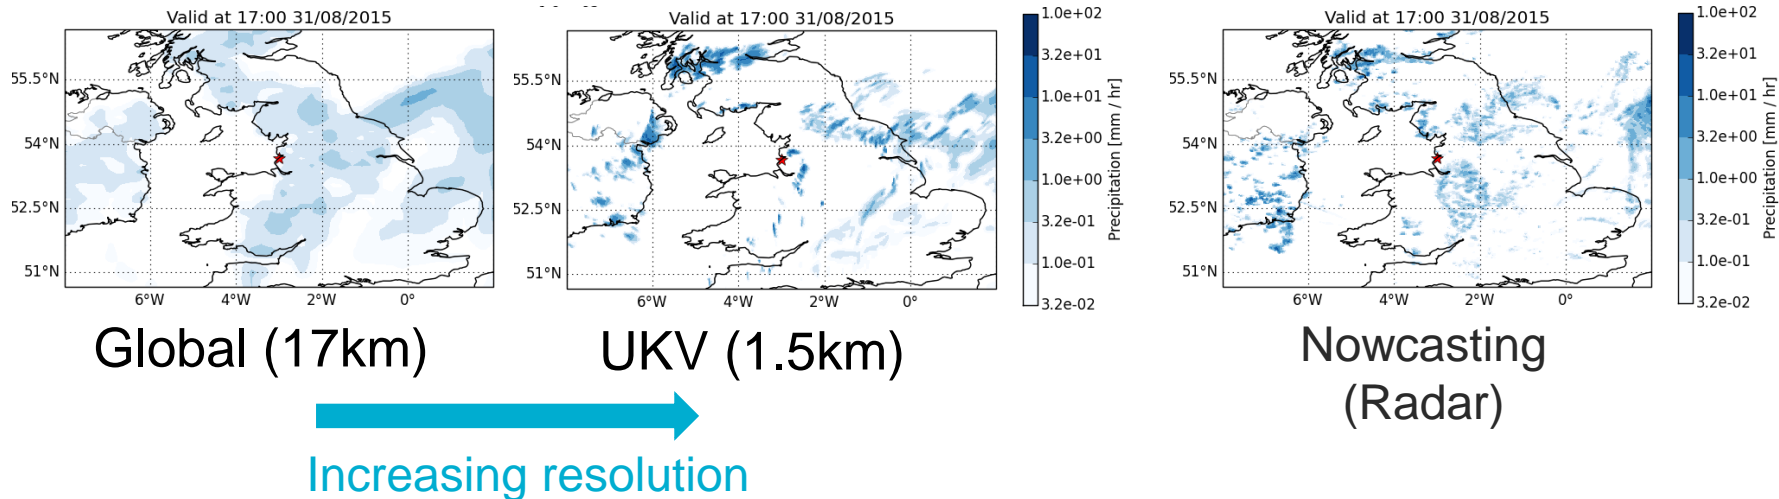 Valid at 17:00 31/08/2015
55.5°N
54°N
52.5°N
51°N
6°W 4°W 2°W 0°
Global (17km)
Valid at 17:00 31/08/2015
55.5°N
54°N
52.5°N
51°N
6°W 4°W 2°W 0°
1.0e+02
3.2e+01
1.0e+01
3.2e+00
1.0e+00
3.2e-01
1.0e-01
3.2e-02
Precipitation [mm / hr]
UKV (1.5km)
Increasing resolution
Valid at 17:00 31/08/2015
55.5°N
54°N
52.5°N
51°N
6°W 4°W 2°W 0°
1.0e+02
3.2e+01
1.0e+01
3.2e+00
1.0e+00
3.2e-01
1.0e-01
3.2e-02
Precipitation [mm / hr]
Nowcasting
(Radar)